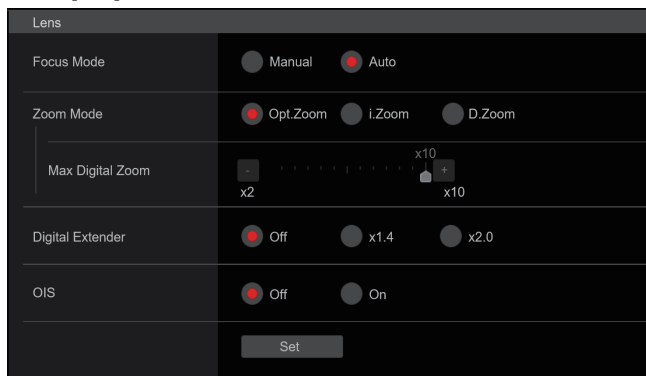 Lens
Focus Mode Manual Auto
Zoom Mode Opt.Zoom i.Zoom D.Zoom
x10
Max Digital Zoom - +
x2 x10
Digital Extender Off x1.4 x2.0
OIS Off On
Set